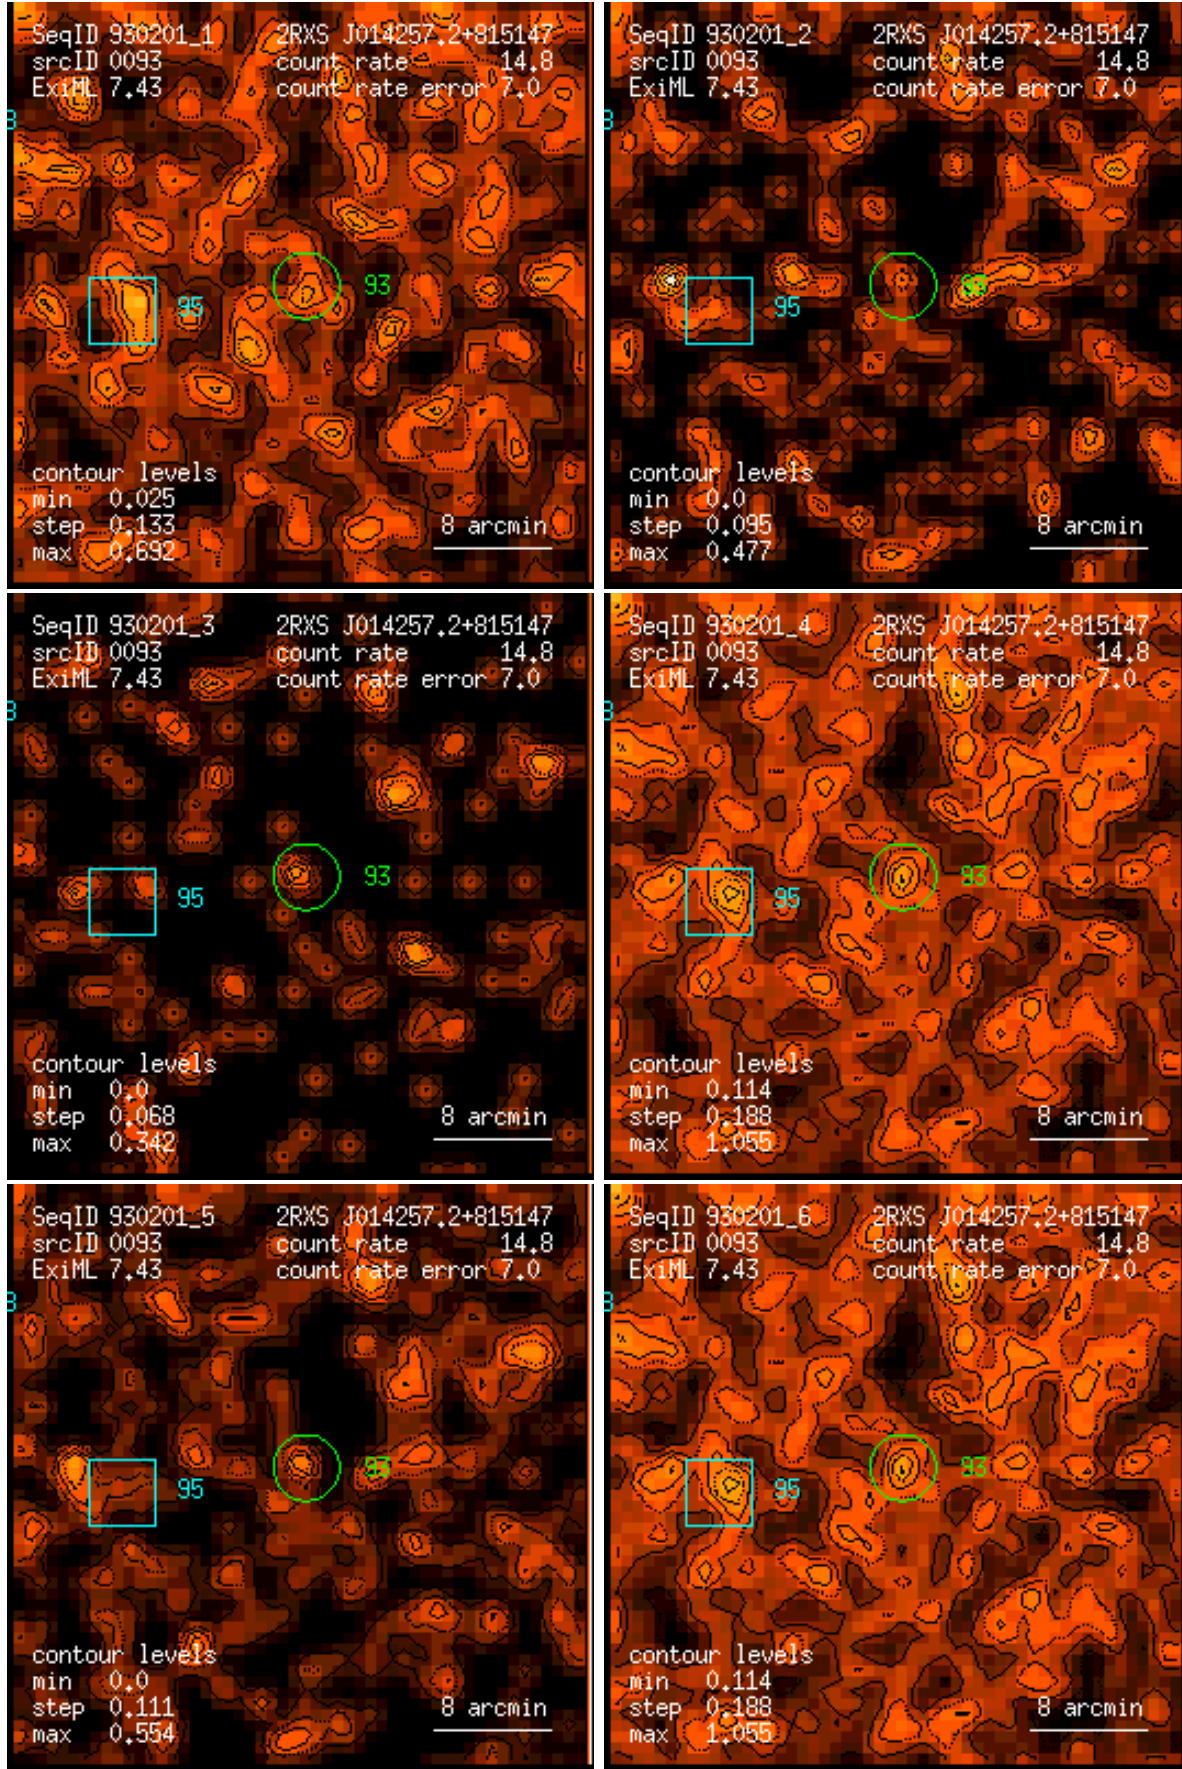 SeqID 930201_1 2RXS J014257.2+815147
srcID 0093 count rate 14.8
ExiML 7.43 count rate error 7.0
3
93
95
contour levels
min 0.025
step 0.133 8 arcmin
max 0.692
SeqID 930201_2 2RXS J014257.2+815147
srcID 0093 count rate 14.8
ExiML 7.43 count rate error 7.0
3
93
95
contour levels
min 0.0
step 0.095 8 arcmin
max 0.477
SeqID 930201_3 2RXS J014257.2+815147
srcID 0093 count rate 14.8
ExiML 7.43 count rate error 7.0
3
93
95
contour levels
min 0.0
step 0.068 8 arcmin
max 0.342
SeqID 930201_4 2RXS J014257.2+815147
srcID 0093 count rate 14.8
ExiML 7.43 count rate error 7.0
3
93
95
contour levels
min 0.114
step 0.188 8 arcmin
max 1.055
SeqID 930201_5 2RXS J014257.2+815147
srcID 0093 count rate 14.8
ExiML 7.43 count rate error 7.0
3
93
95
contour levels
min 0.0
step 0.111 8 arcmin
max 0.554
SeqID 930201_6 2RXS J014257.2+815147
srcID 0093 count rate 14.8
ExiML 7.43 count rate error 7.0
3
93
95
contour levels
min 0.114
step 0.188 8 arcmin
max 1.055